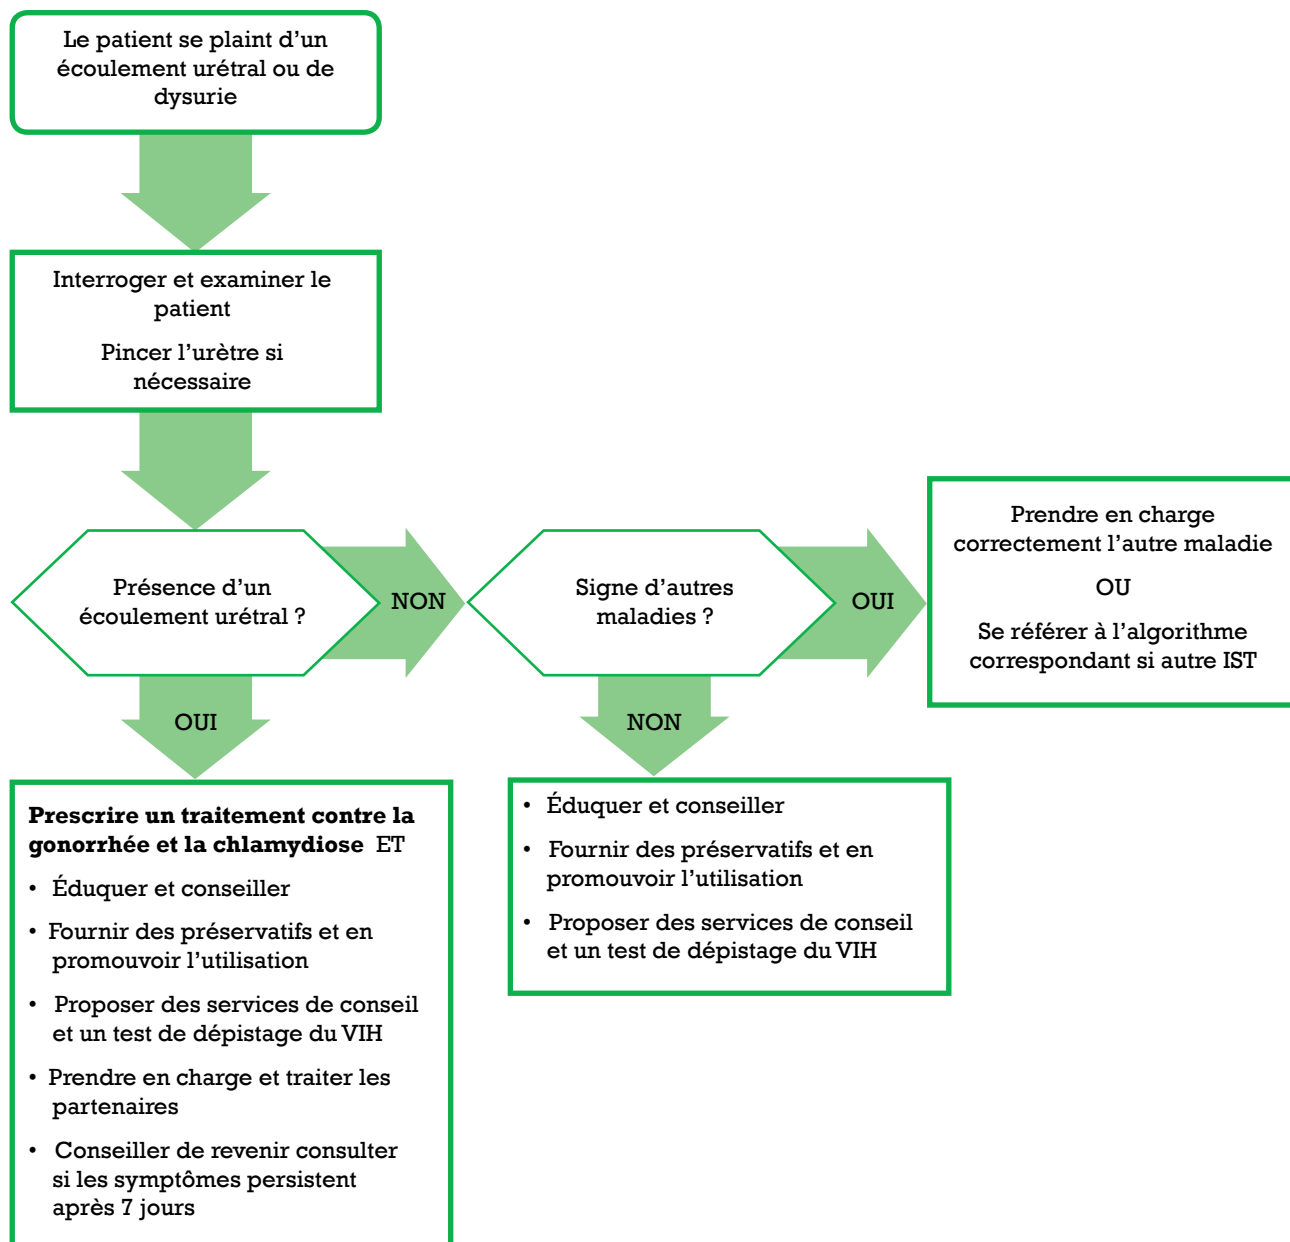 Le patient se plaint d’un
écoulement urétral ou de
dysurie
Interroger et examiner le
patient
Pincer l’urètre si
nécessaire
Présence d’un
écoulement urétral ?
NON
Signe d’autres
maladies ?
OUI
Prendre en charge
correctement l’autre maladie
OU
Se référer à l’algorithme
correspondant si autre IST
OUI
NON
Prescrire un traitement contre la
gonorrhée et la chlamydiose ET
• Éduquer et conseiller
• Fournir des préservatifs et en
promouvoir l’utilisation
• Proposer des services de conseil
et un test de dépistage du VIH
• Prendre en charge et traiter les
partenaires
• Conseiller de revenir consulter
si les symptômes persistent
après 7 jours
• Éduquer et conseiller
• Fournir des préservatifs et en
promouvoir l’utilisation
• Proposer des services de conseil
et un test de dépistage du VIH